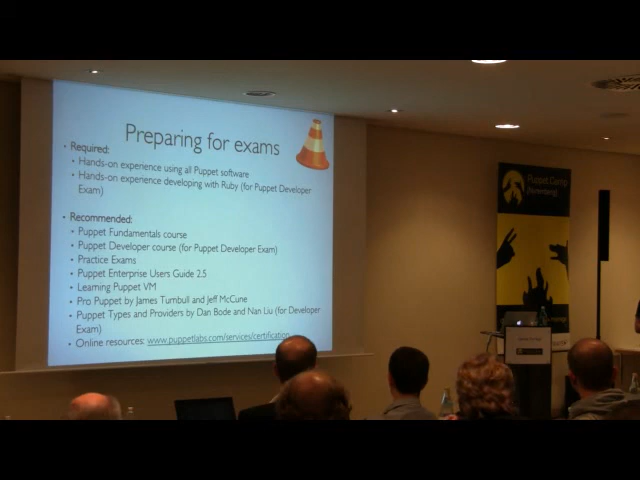 Preparing for exams
• Required:
• Hands-on experience using all Puppet software
• Hands-on experience developing with Ruby (for Puppet Developer
Exam)
• Recommended:
• Puppet Fundamentals course
• Puppet Developer course (for Puppet Developer Exam)
• Practice Exams
• Puppet Enterprise Users Guide 2.5
• Learning Puppet VM
• Pro Puppet by James Turnbull and Jeff McCune
• Puppet Types and Providers by Dan Bode and Nan Liu (for Developer
Exam)
• Online resources: www.puppetlabs.com/services/certification
Puppet Camp